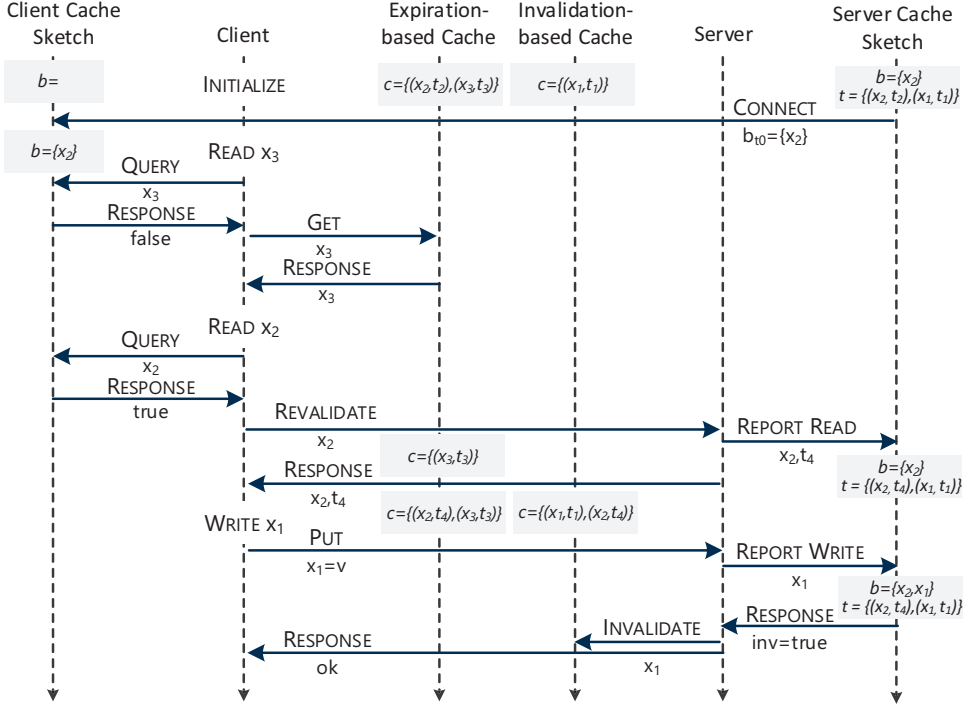 Client Cache Sketch
Client
Expiration-based Cache
Invalidation-based Cache
Server
Server Cache Sketch
b=
INITIALIZE
c={(x₂,t₂),(x₃,t₃)}
c={(x₁,t₁)}
b={x₂}
t = {(x₂, t₂),(x₁, t₁)}
CONNECT
b_t0={x₂}
b={x₂}
READ x₃
QUERY
x₃
RESPONSE
false
GET
x₃
RESPONSE
x₃
READ x₂
QUERY
x₂
RESPONSE
true
REVALIDATE
x₂
REPORT READ
x₂,t₄
c={(x₃,t₃)}
b={x₂}
t = {(x₂, t₄),(x₁, t₁)}
RESPONSE
x₂,t₄
c={(x₂,t₄),(x₃,t₃)}
c={(x₁,t₁),(x₂,t₄)}
WRITE x₁
PUT
x₁=v
REPORT WRITE
x₁
b={x₂,x₁}
t = {(x₂, t₄),(x₁, t₁)}
RESPONSE
inv=true
INVALIDATE
x₁
RESPONSE
ok